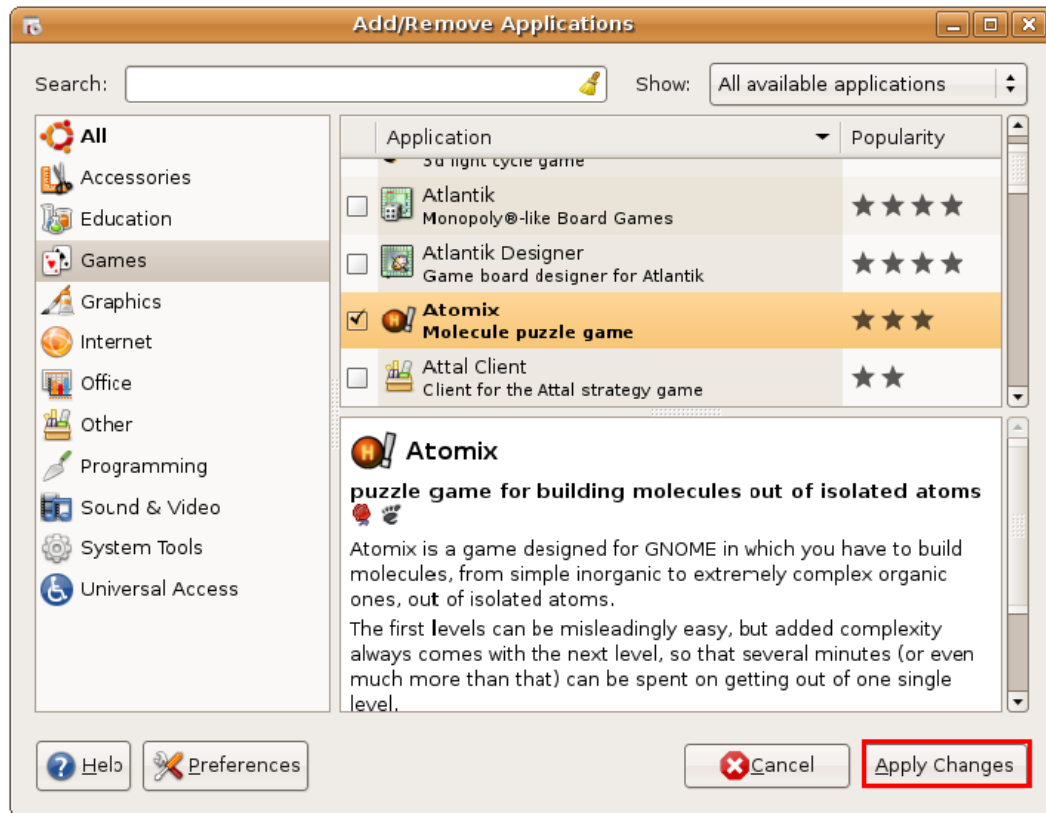 Add/Remove Applications
Search:
Show: All available applications
All
Accessories
Education
Games
Graphics
Internet
Office
Other
Programming
Sound & Video
System Tools
Universal Access
Application Popularity
3d light cycle game
Atlantik
Monopoly®-like Board Games
Atlantik Designer
Game board designer for Atlantik
Atomix
Molecule puzzle game
Attal Client
Client for the Attal strategy game
Atomix
puzzle game for building molecules out of isolated atoms
Atomix is a game designed for GNOME in which you have to build
molecules, from simple inorganic to extremely complex organic
ones, out of isolated atoms.
The first levels can be misleadingly easy, but added complexity
always comes with the next level, so that several minutes (or even
much more than that) can be spent on getting out of one single
level.
Help Preferences Cancel Apply Changes